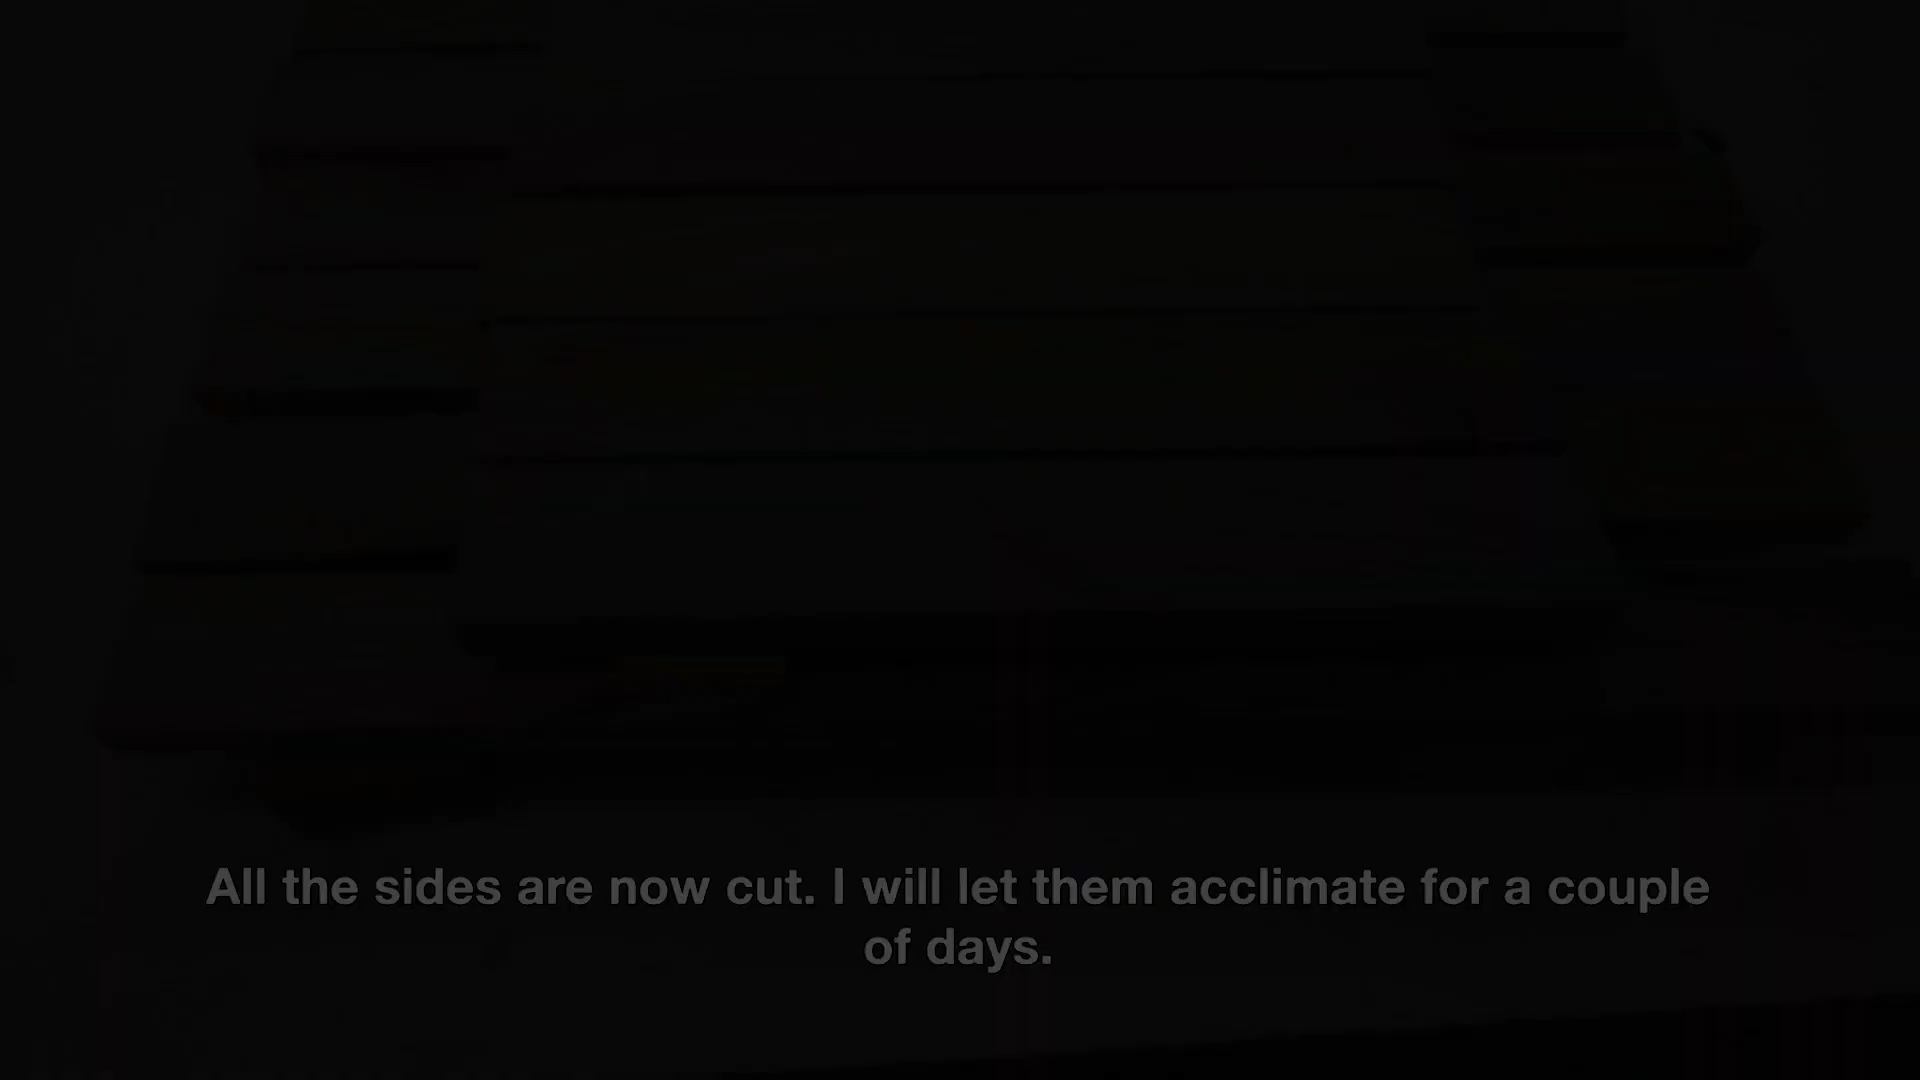 All the sides are now cut. I will let them acclimate for a couple
of days.